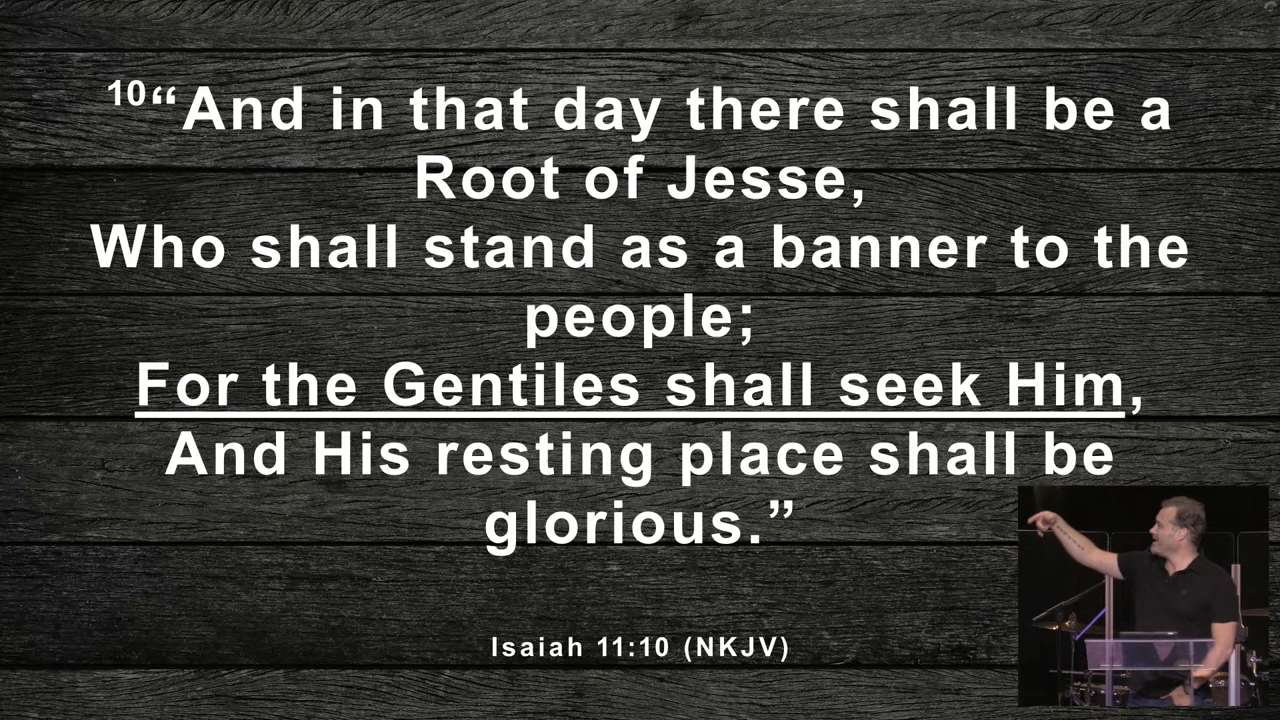 10“And in that day there shall be a
Root of Jesse,
Who shall stand as a banner to the
people;
For the Gentiles shall seek Him,
And His resting place shall be
glorious.”
Isaiah 11:10 (NKJV)